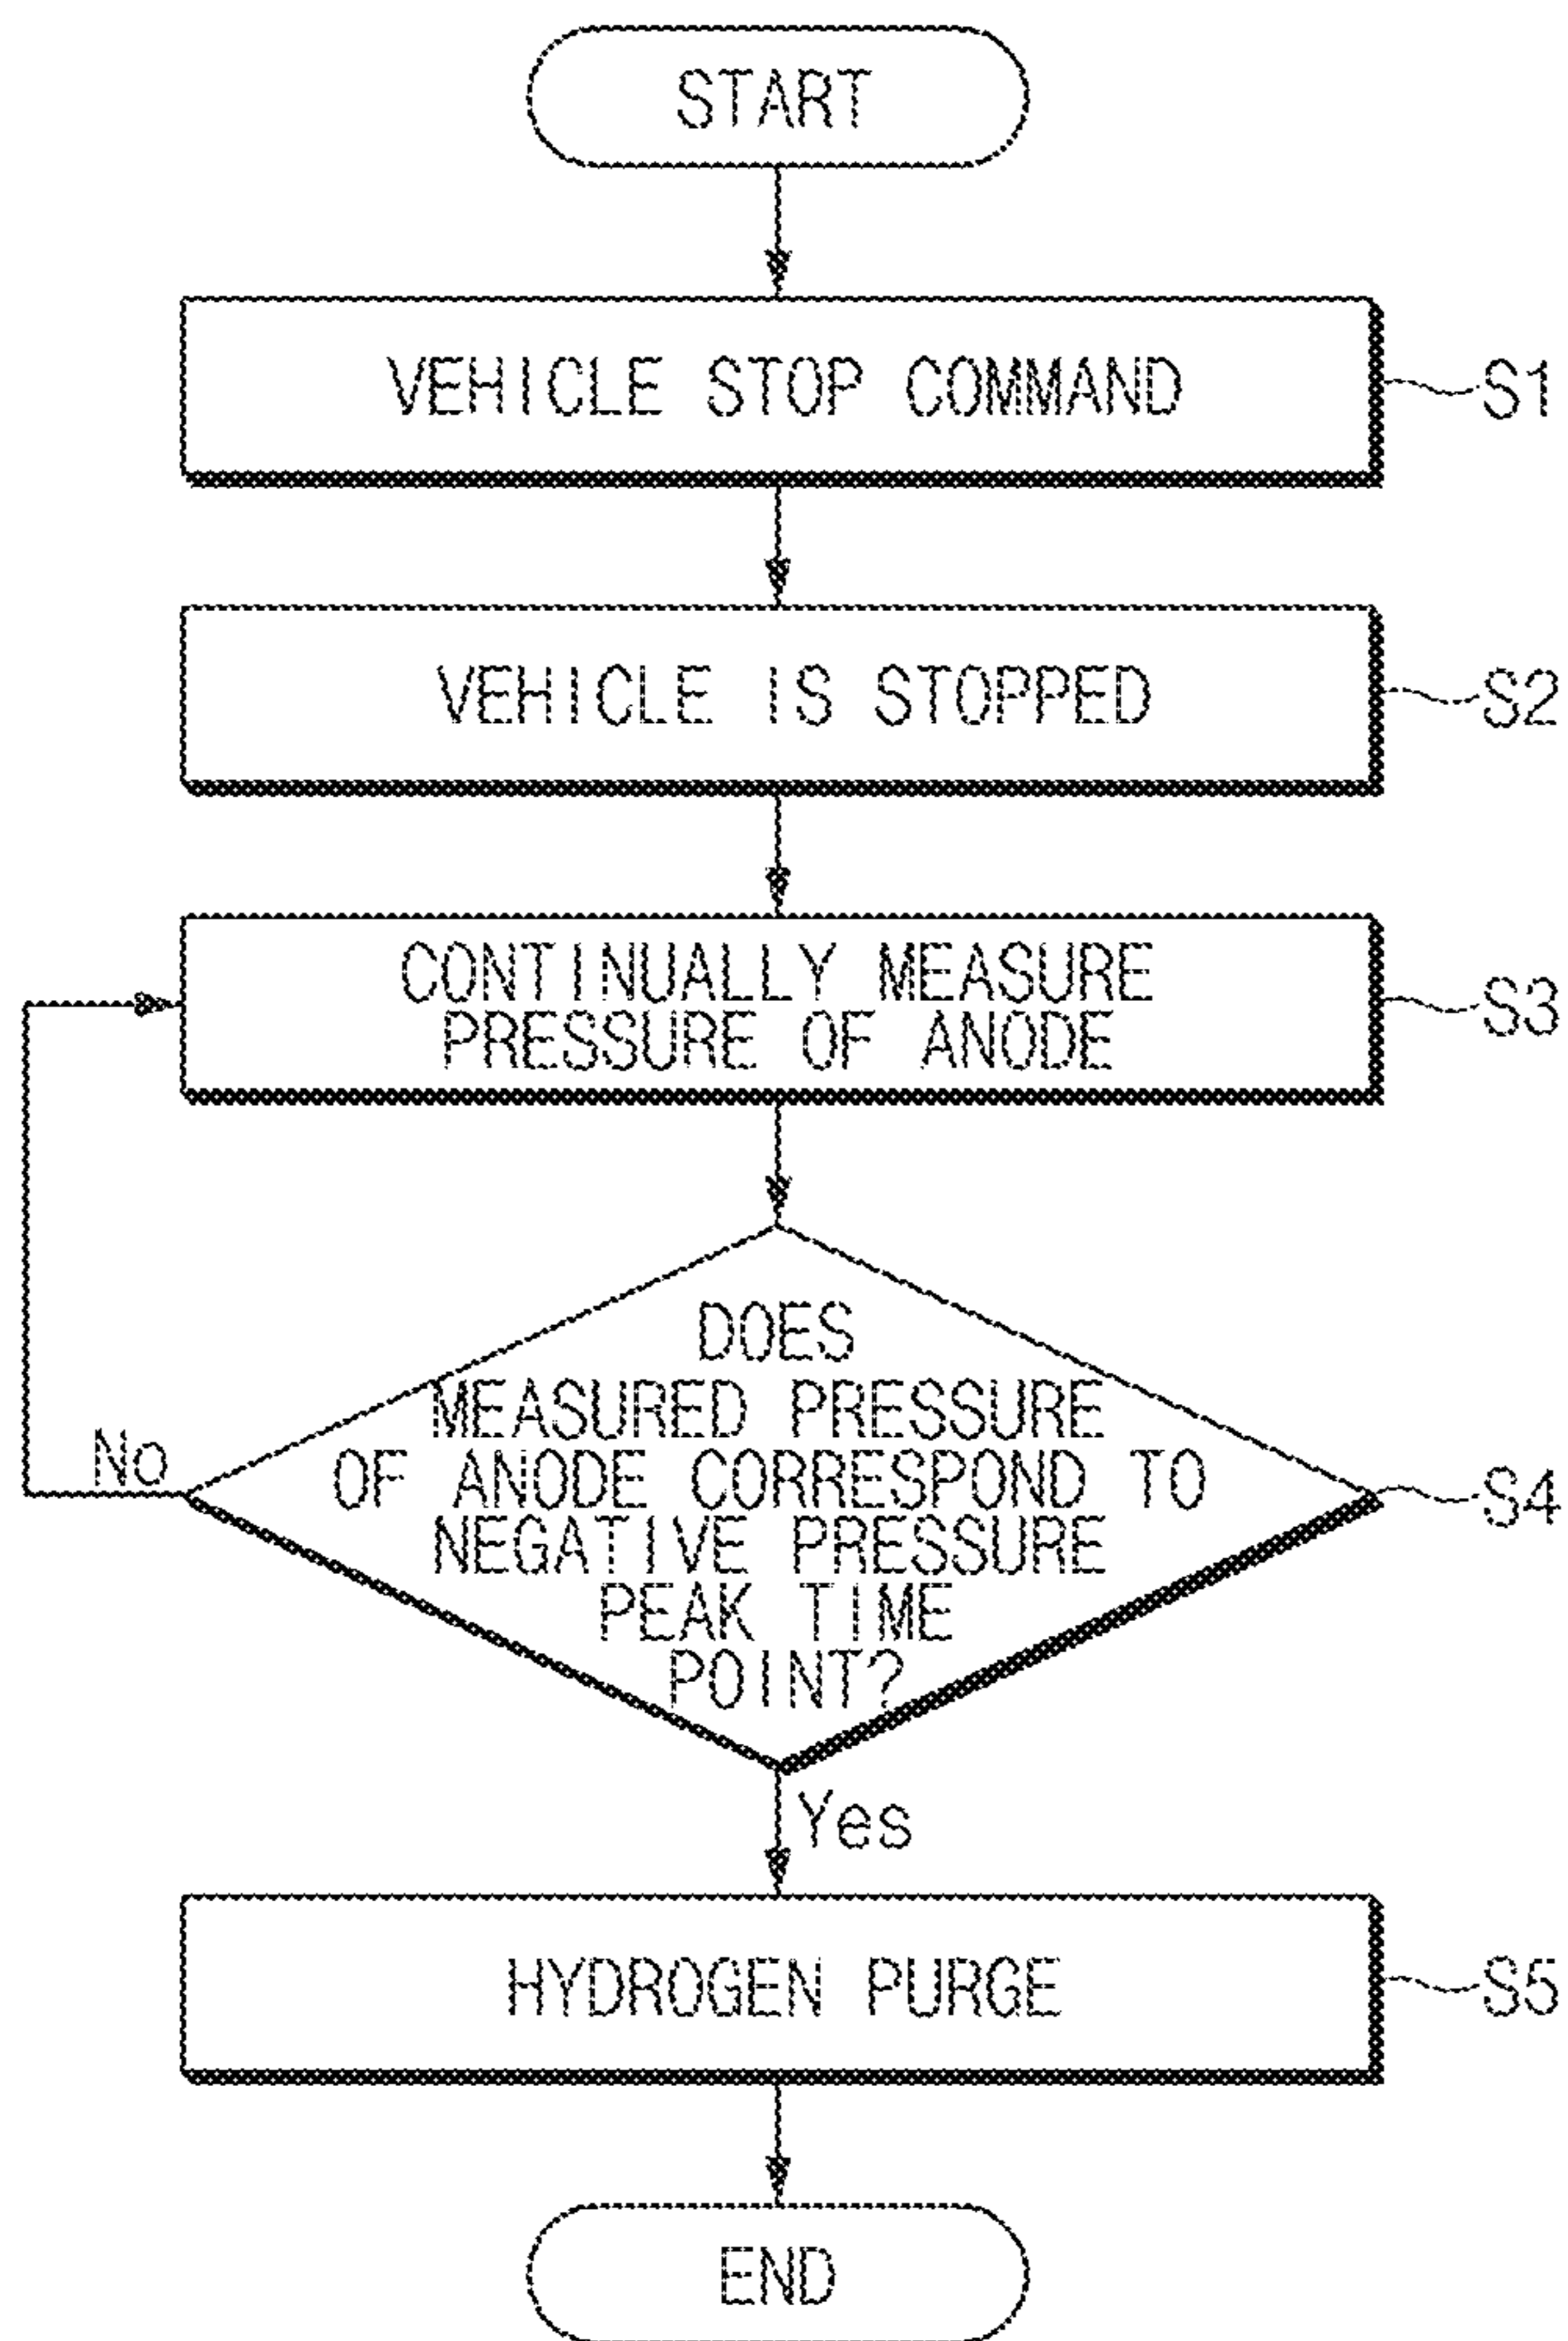 START
VEHICLE STOP COMMAND
S1
VEHICLE IS STOPPED
S2
CONTINUALLY MEASURE
PRESSURE OF ANODE
S3
DOES
MEASURED PRESSURE
OF ANODE CORRESPOND TO
NEGATIVE PRESSURE
PEAK TIME
POINT?
S4
No
Yes
HYDROGEN PURGE
S5
END